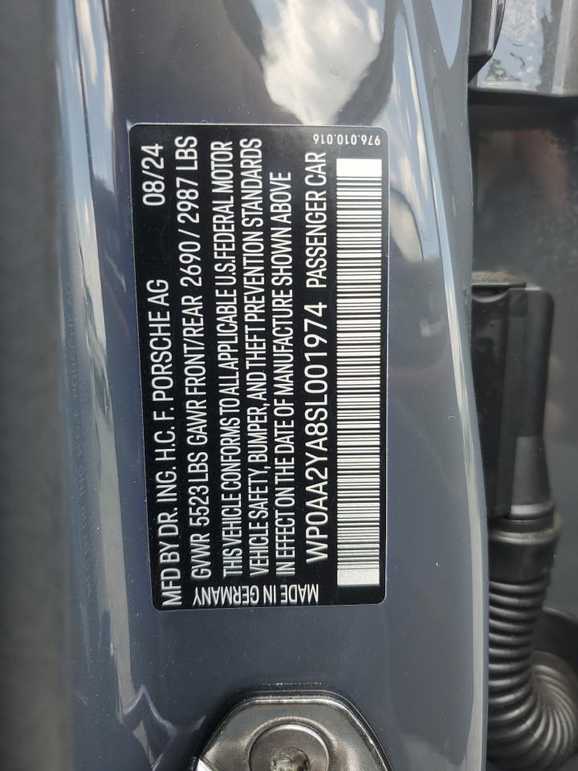 MFD BY DR. ING. H.C. F. PORSCHE AG 08/24
GVWR 5523 LBS GAWR FRONT/REAR 2690 / 2987 LBS
THIS VEHICLE CONFORMS TO ALL APPLICABLE U.S.FEDERAL MOTOR
VEHICLE SAFETY, BUMPER, AND THEFT PREVENTION STANDARDS
IN EFFECT ON THE DATE OF MANUFACTURE SHOWN ABOVE
WP0AA2YA8SL001974 PASSENGER CAR
MADE IN GERMANY
976.010.016